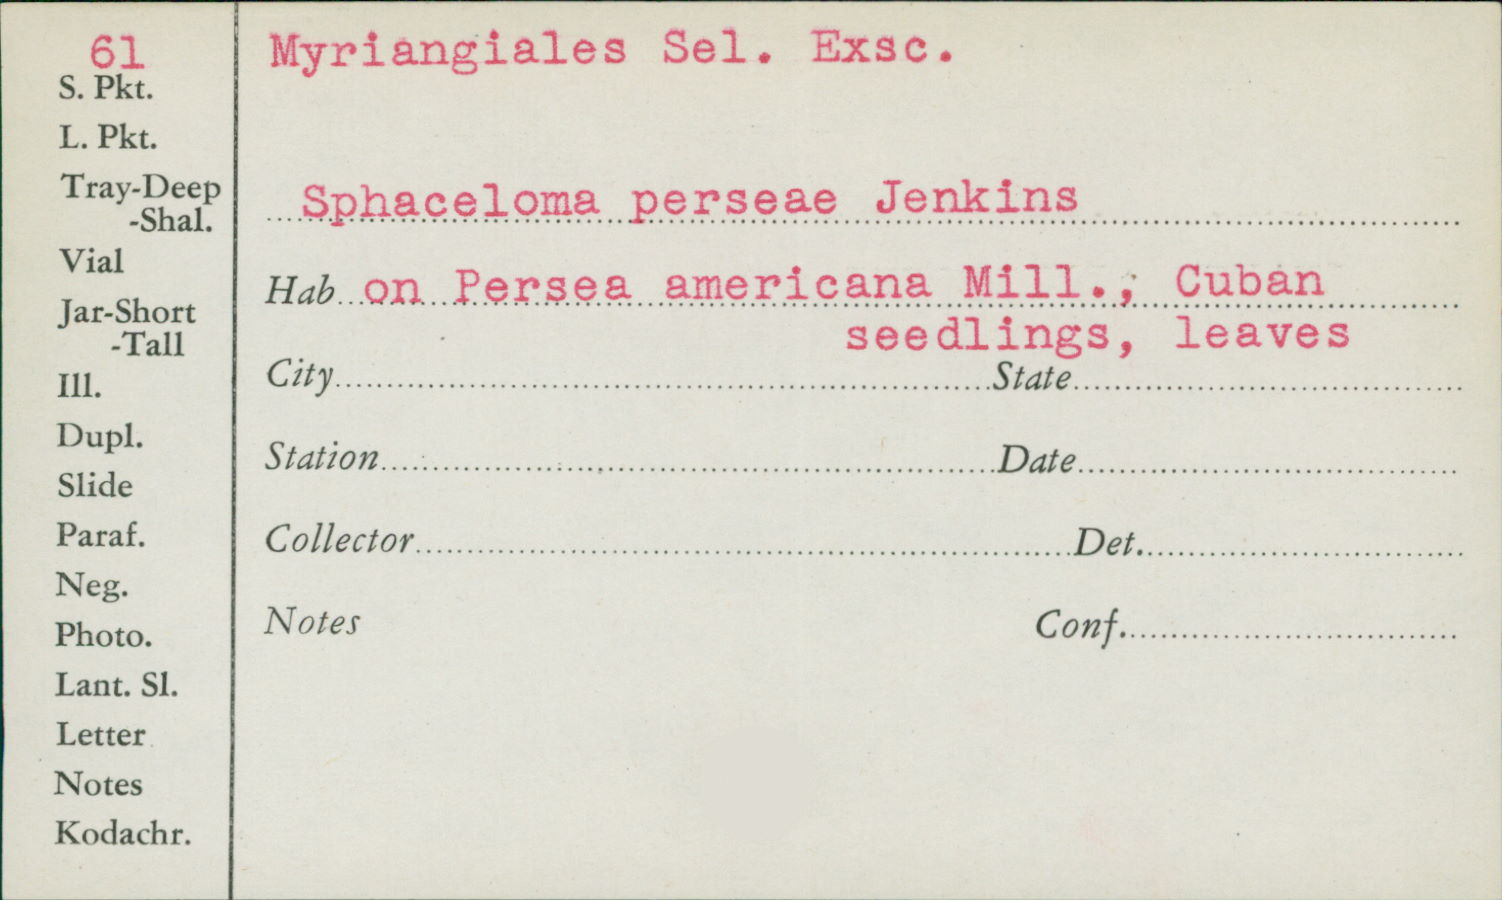 61
S. Pkt.
L. Pkt.
Tray-Deep
-Shal.
Vial
Jar-Short
-Tall
Ill.
Dupl.
Slide
Paraf.
Neg.
Photo.
Lant. Sl.
Letter
Notes
Kodachr.
Myriangiales Sel. Exsc.
Sphaceloma perseae Jenkins
Hab. on Persea americana Mill., Cuban
seedlings, leaves
City State
Station Date
Collector Det.
Notes Conf.